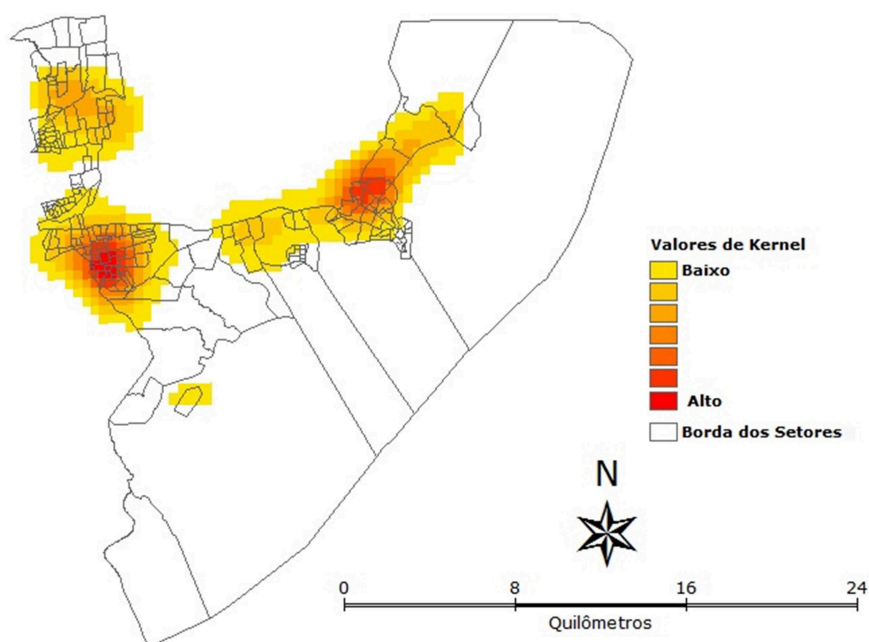 Valores de Kernel
Baixo
Alto
Borda dos Setores
N
0 8 16 24
Quilômetros